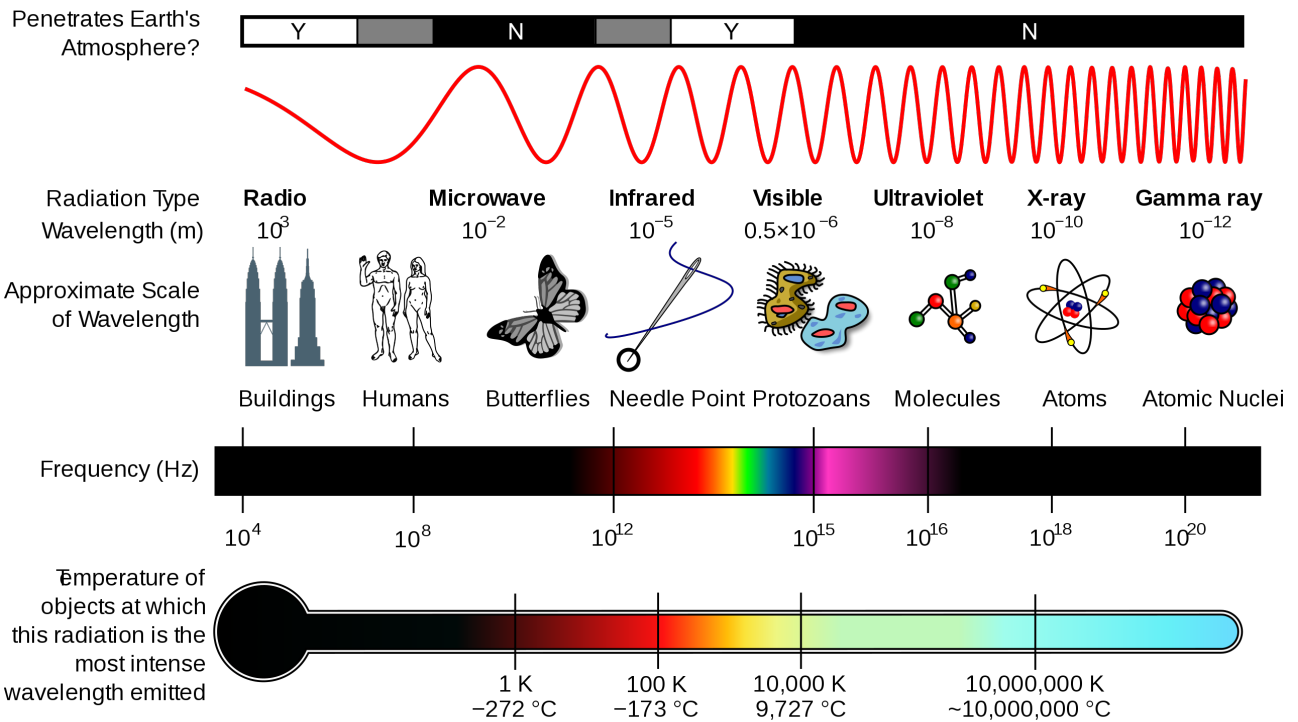 Penetrates Earth's
Atmosphere?
Y N Y N
Radiation Type
Radio Microwave Infrared Visible Ultraviolet X-ray Gamma ray
Wavelength (m)
10³ 10⁻² 10⁻⁵ 0.5×10⁻⁶ 10⁻⁸ 10⁻¹⁰ 10⁻¹²
Approximate Scale
of Wavelength
Buildings Humans Butterflies Needle Point Protozoans Molecules Atoms Atomic Nuclei
Frequency (Hz)
10⁴ 10⁸ 10¹² 10¹⁵ 10¹⁶ 10¹⁸ 10²⁰
Temperature of
objects at which
this radiation is the
most intense
wavelength emitted
1 K 100 K 10,000 K 10,000,000 K
−272 °C −173 °C 9,727 °C ~10,000,000 °C